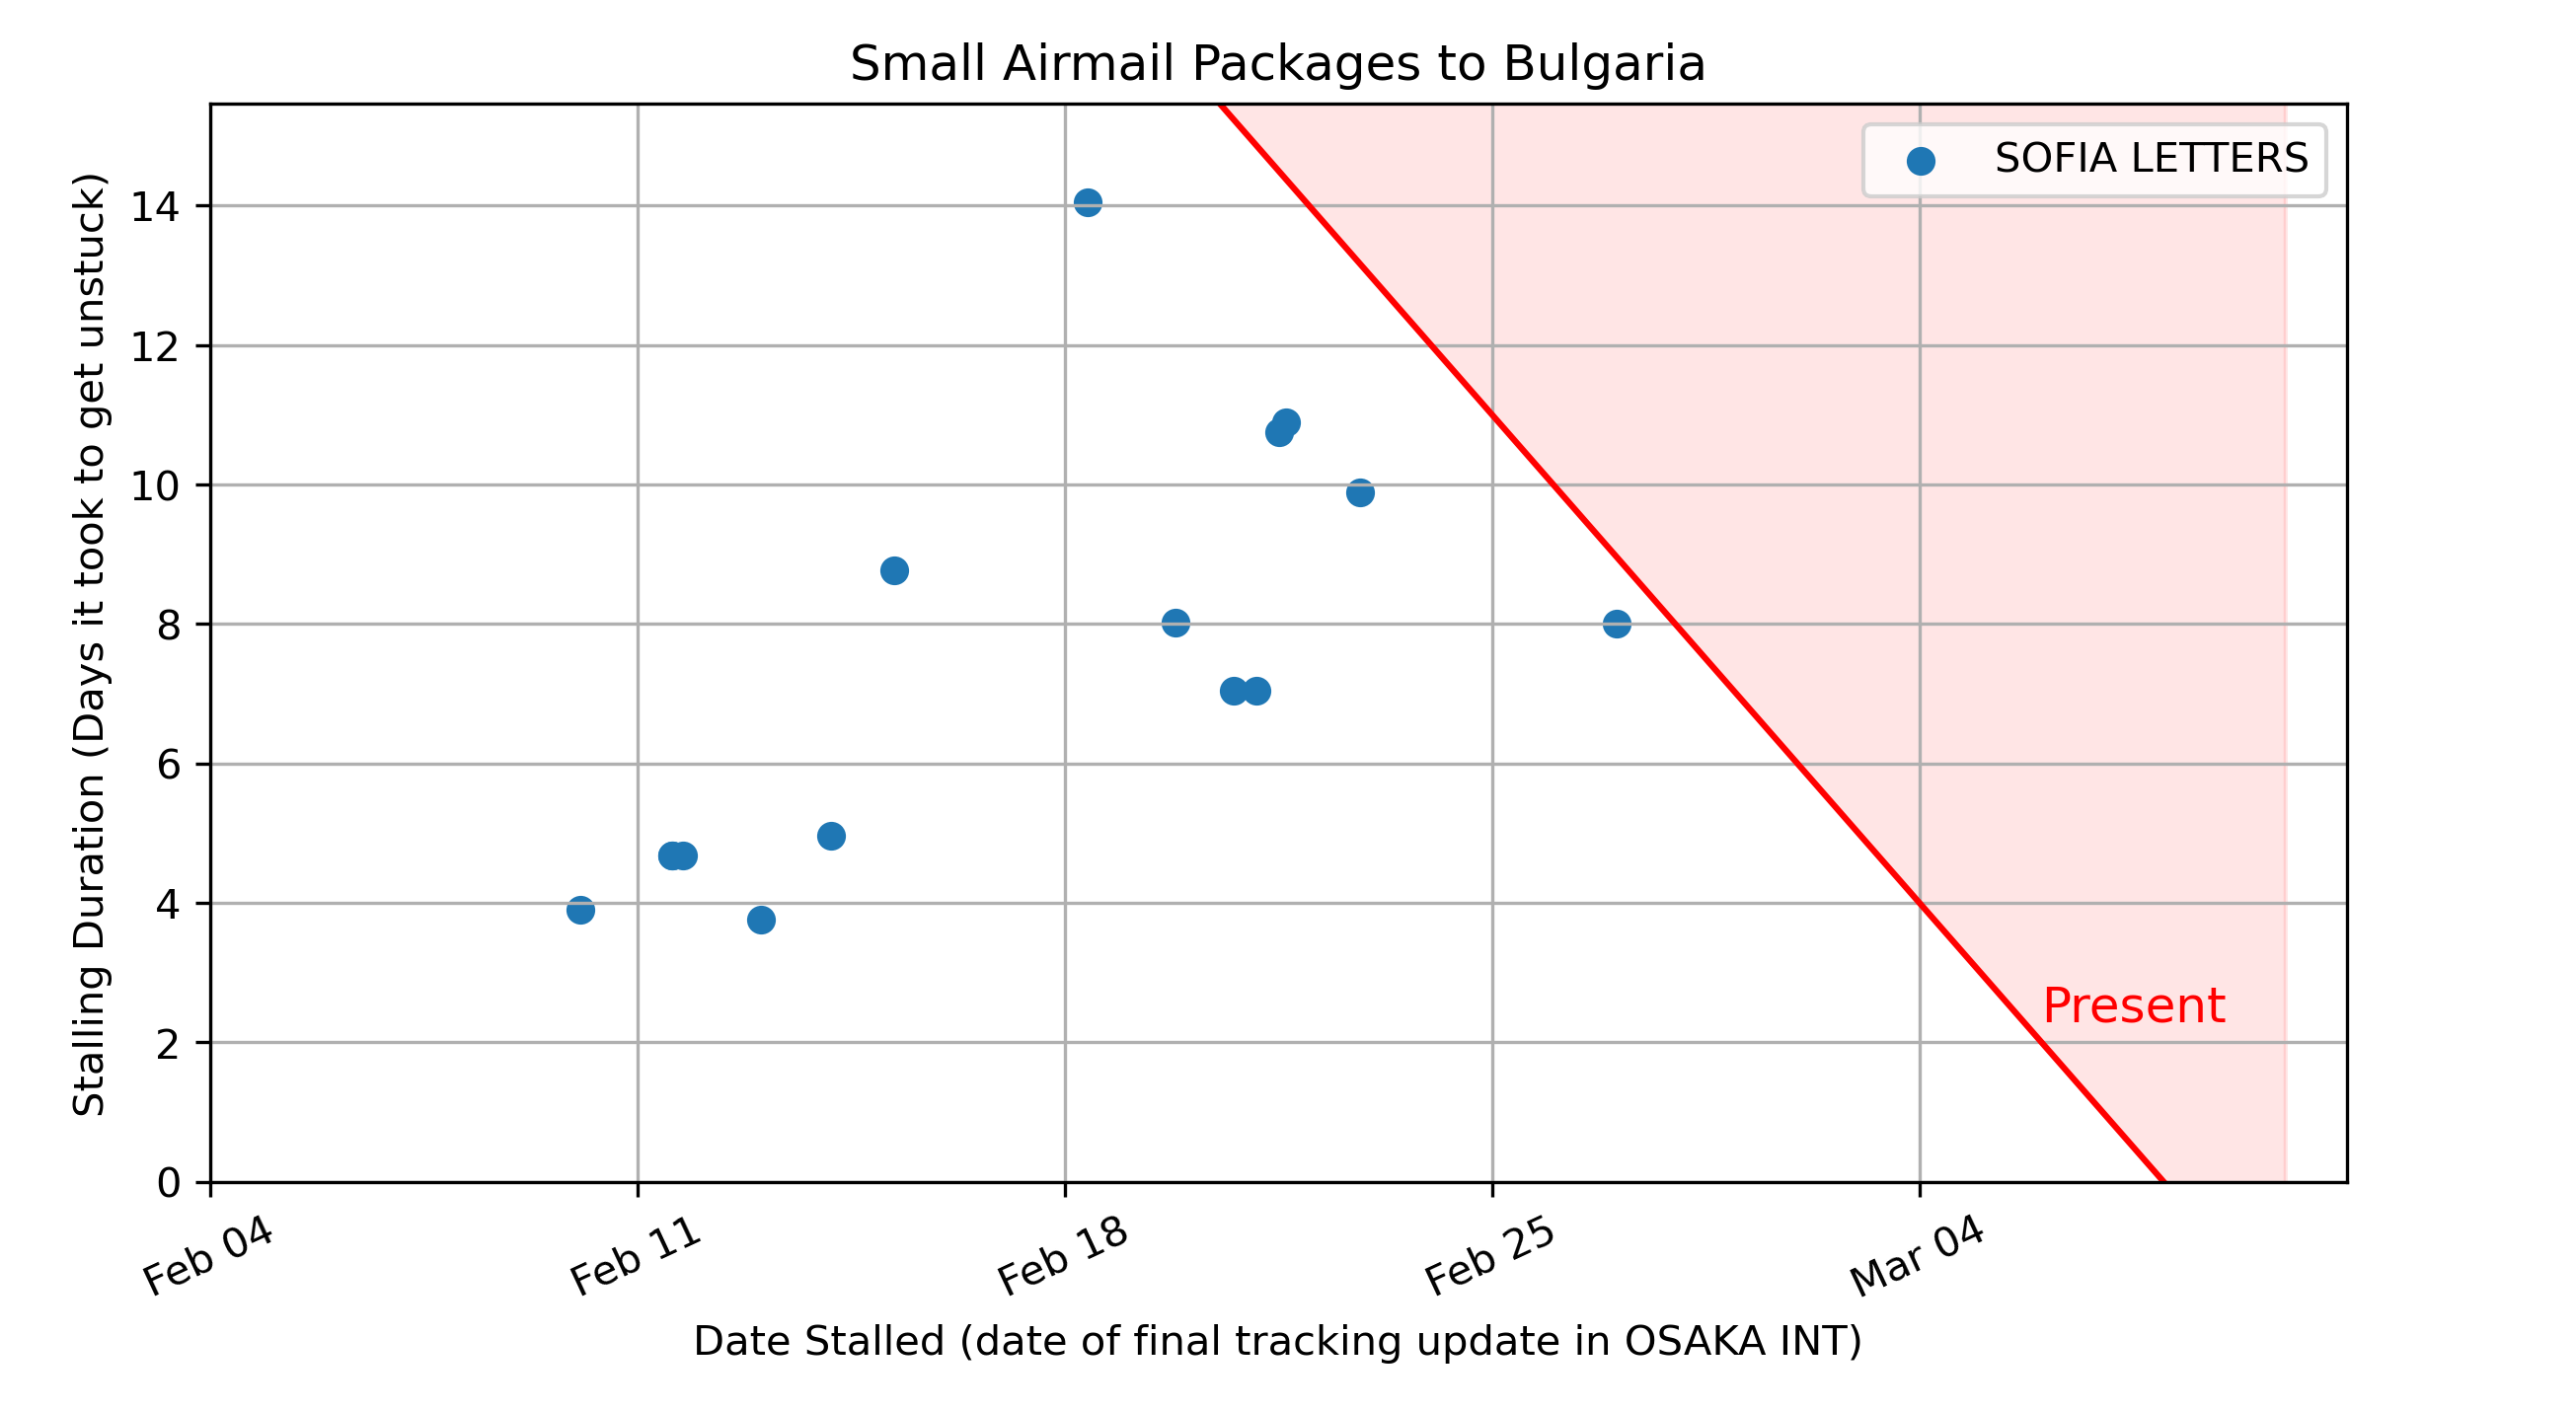 Small Airmail Packages to Bulgaria
SOFIA LETTERS
Stalling Duration (Days it took to get unstuck)
14
12
10
8
6
4
2
0
Present
Feb 04
Feb 11
Feb 18
Feb 25
Mar 04
Date Stalled (date of final tracking update in OSAKA INT)